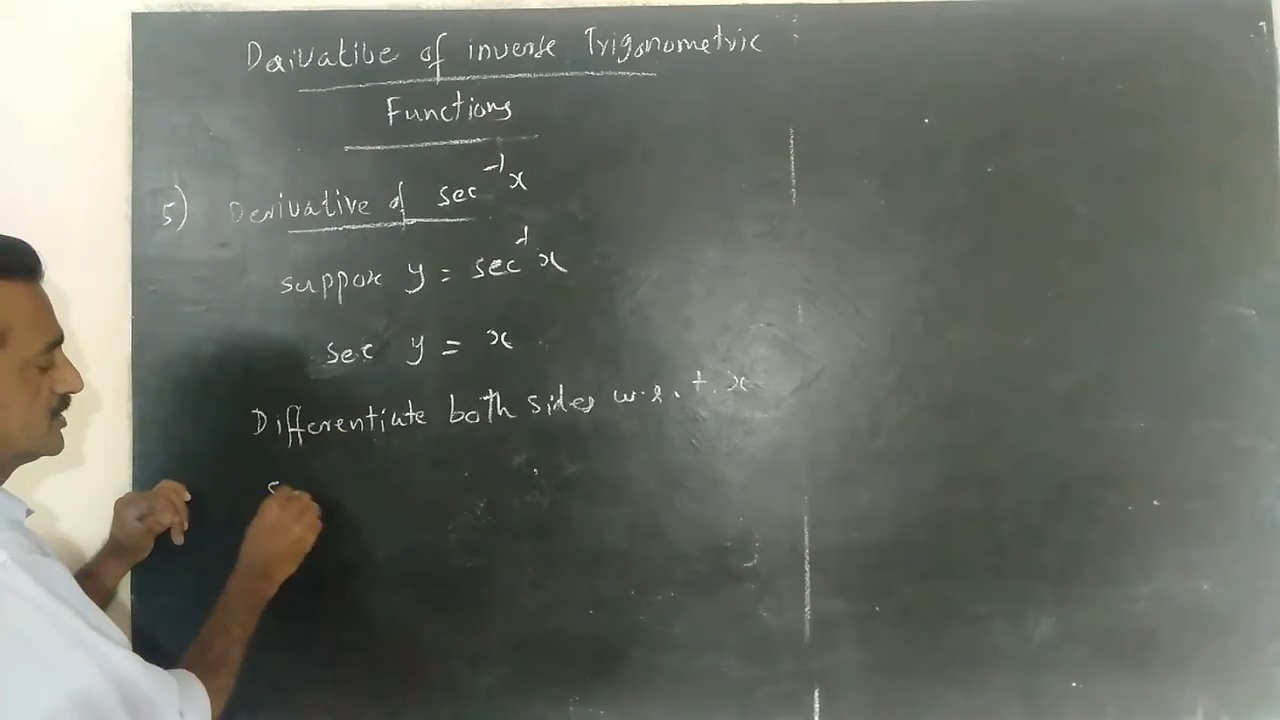 Derivative of inverse Trigonometric
Functions
5) Derivative of sec⁻¹x
suppose y = sec⁻¹x
sec y = x
Differentiate both sides w.r.t. x
s